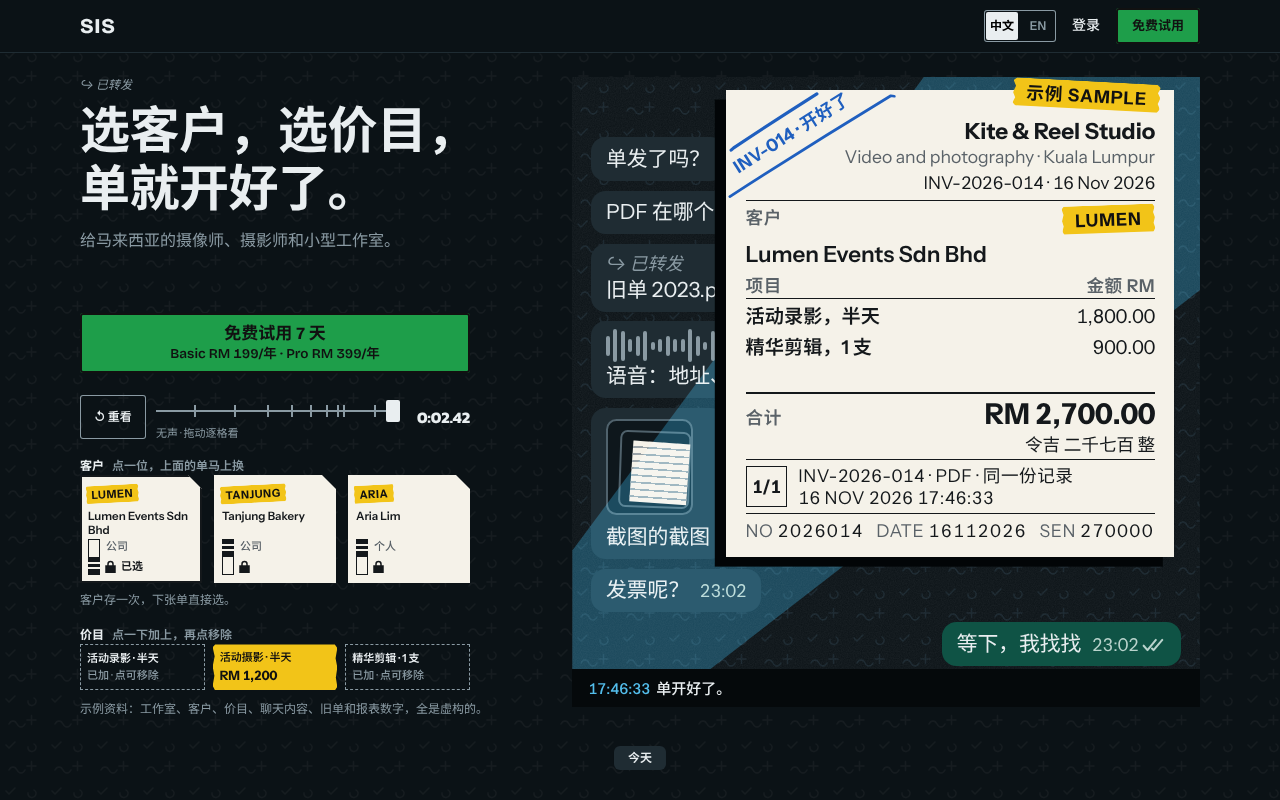 SIS
中文 EN 登录 免费试用
已转发
选客户，选价目，
单就开好了。
给马来西亚的摄像师、摄影师和小型工作室。
免费试用 7 天
Basic RM 199/年 · Pro RM 399/年
重看
0:02.42
无声·拖动逐格看
客户 点一位，上面的单马上换
LUMEN
Lumen Events Sdn
Bhd
公司
已选
TANJUNG
Tanjung Bakery
公司
ARIA
Aria Lim
个人
客户存一次，下张单直接选。
价目 点一下加上，再点移除
活动录影·半天
已加·点可移除
活动摄影·半天
RM 1,200
精华剪辑·1支
已加·点可移除
示例资料：工作室、客户、价目、聊天内容、旧单和报表数字，全是虚构的。
单发了吗？
PDF 在哪个
已转发
旧单 2023.p
语音：地址、
截图的截图
发票呢？ 23:02
等下，我找找 23:02
INV-014·开好了
示例 SAMPLE
Kite & Reel Studio
Video and photography · Kuala Lumpur
INV-2026-014 · 16 Nov 2026
客户
LUMEN
Lumen Events Sdn Bhd
项目 金额 RM
活动录影，半天 1,800.00
精华剪辑，1支 900.00
合计 RM 2,700.00
令吉 二千七百 整
1/1
INV-2026-014 · PDF · 同一份记录
16 NOV 2026 17:46:33
NO 2026014 DATE 16112026 SEN 270000
17:46:33 单开好了。
今天